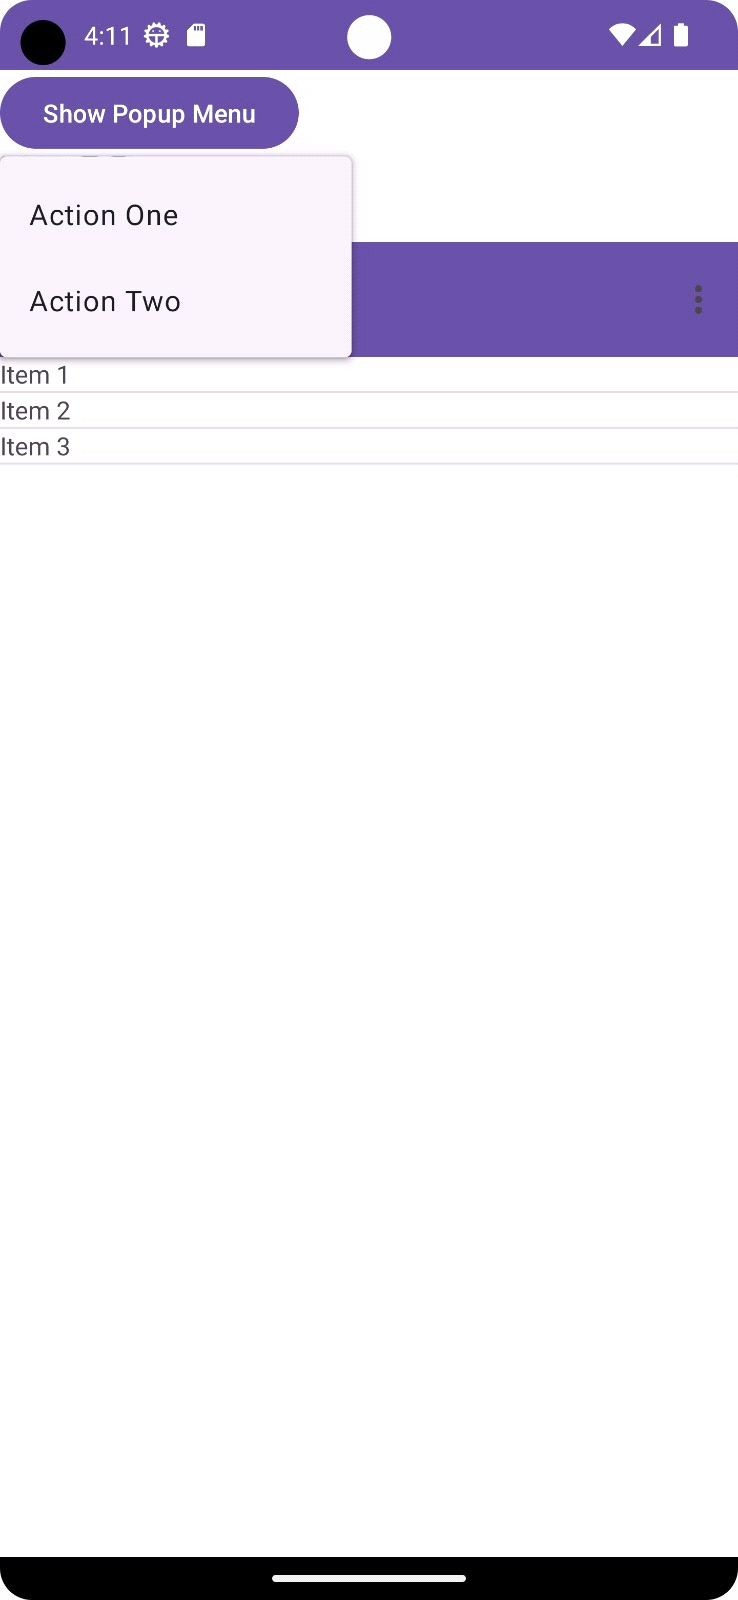 4:11
Show Popup Menu
Action One
Action Two
Item 1
Item 2
Item 3